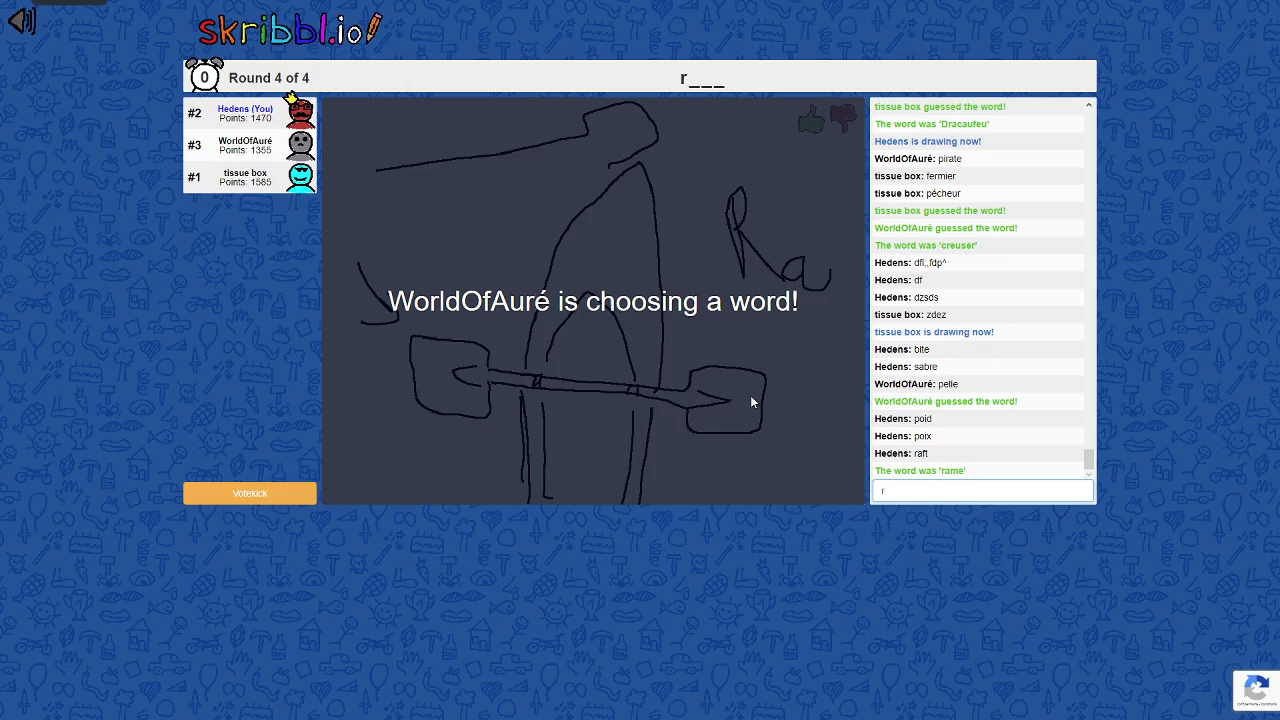 skribbl.io
0
Round 4 of 4
r___
#2
Hedens (You)
Points: 1470
#3
WorldOfAuré
Points: 1355
#1
tissue box
Points: 1585
Votekick
Ra
WorldOfAuré is choosing a word!
tissue box guessed the word!
The word was 'Dracaufeu'
Hedens is drawing now!
WorldOfAuré: pirate
tissue box: fermier
tissue box: pécheur
tissue box guessed the word!
WorldOfAuré guessed the word!
The word was 'creuser'
Hedens: dfl;,fdp^
Hedens: df
Hedens: dzsds
tissue box: zdez
tissue box is drawing now!
Hedens: bite
Hedens: sabre
WorldOfAuré: pelle
WorldOfAuré guessed the word!
Hedens: poid
Hedens: poix
Hedens: raft
The word was 'rame'
r